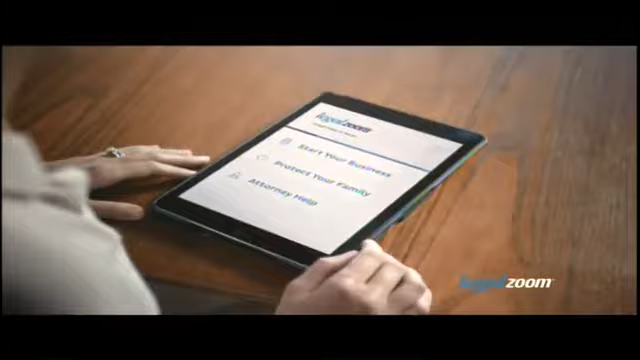 legalzoom
Start Your Business
Protect Your Family
Attorney Help
legalzoom